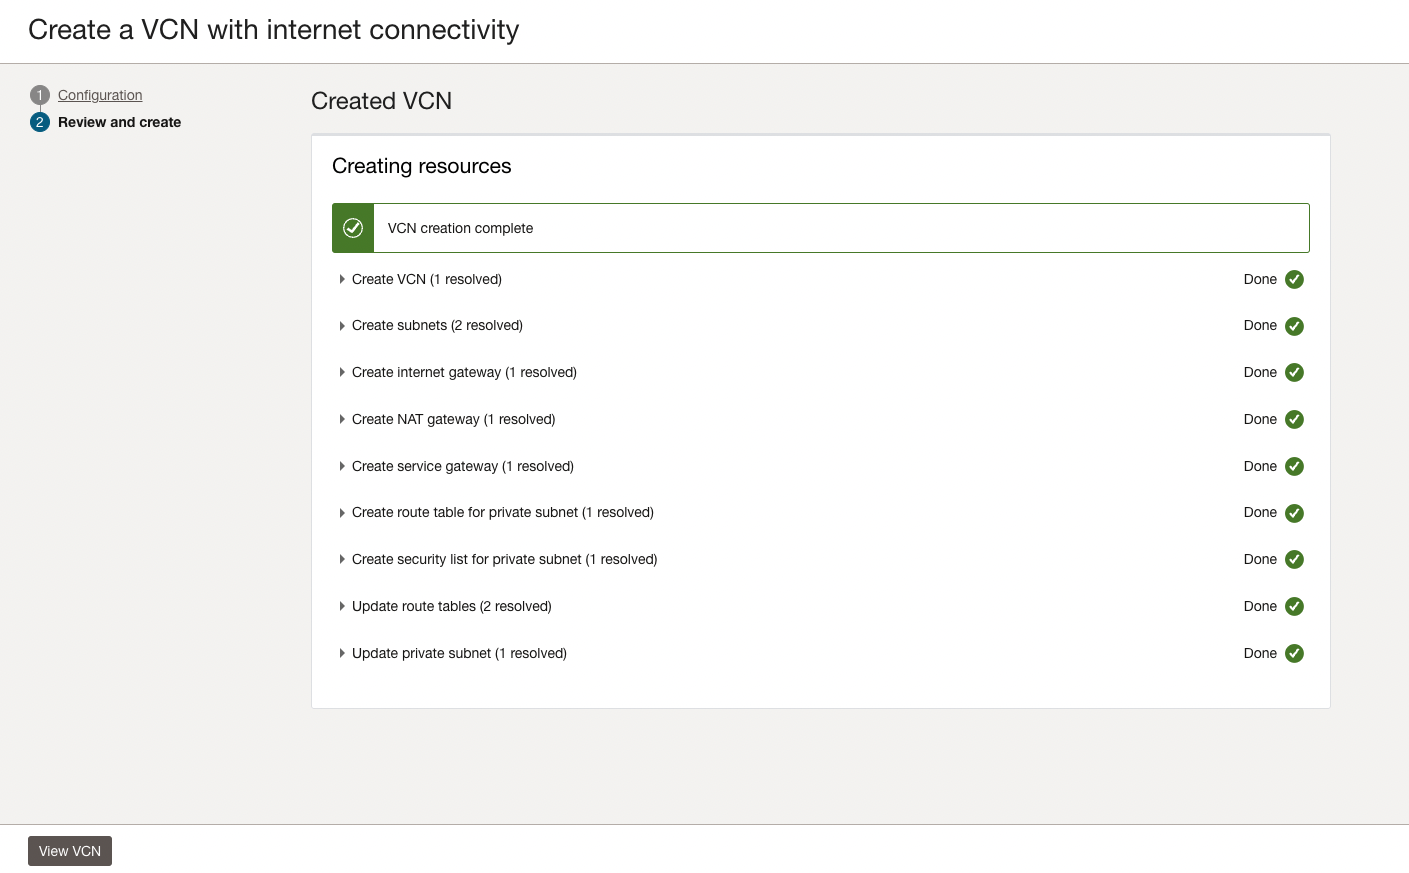 Create a VCN with internet connectivity
1 Configuration
2 Review and create
Created VCN
Creating resources
VCN creation complete
Create VCN (1 resolved) Done
Create subnets (2 resolved) Done
Create internet gateway (1 resolved) Done
Create NAT gateway (1 resolved) Done
Create service gateway (1 resolved) Done
Create route table for private subnet (1 resolved) Done
Create security list for private subnet (1 resolved) Done
Update route tables (2 resolved) Done
Update private subnet (1 resolved) Done
View VCN